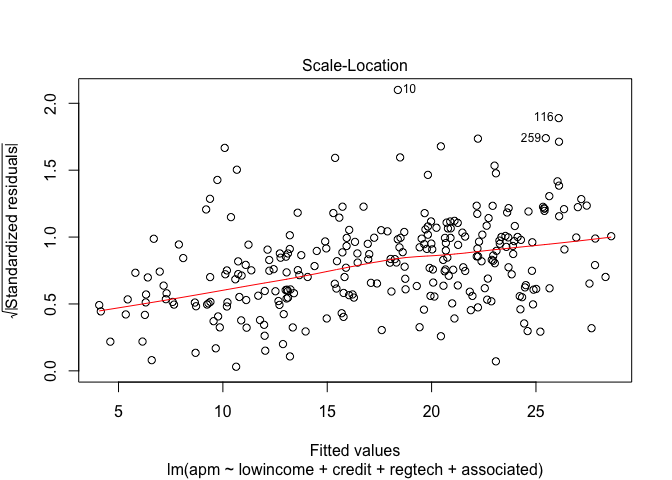 Scale-Location
√|Standardized residuals|
2.0
1.5
1.0
0.5
0.0
10
116
259
5 10 15 20 25
Fitted values
lm(apm ~ lowincome + credit + regtech + associated)